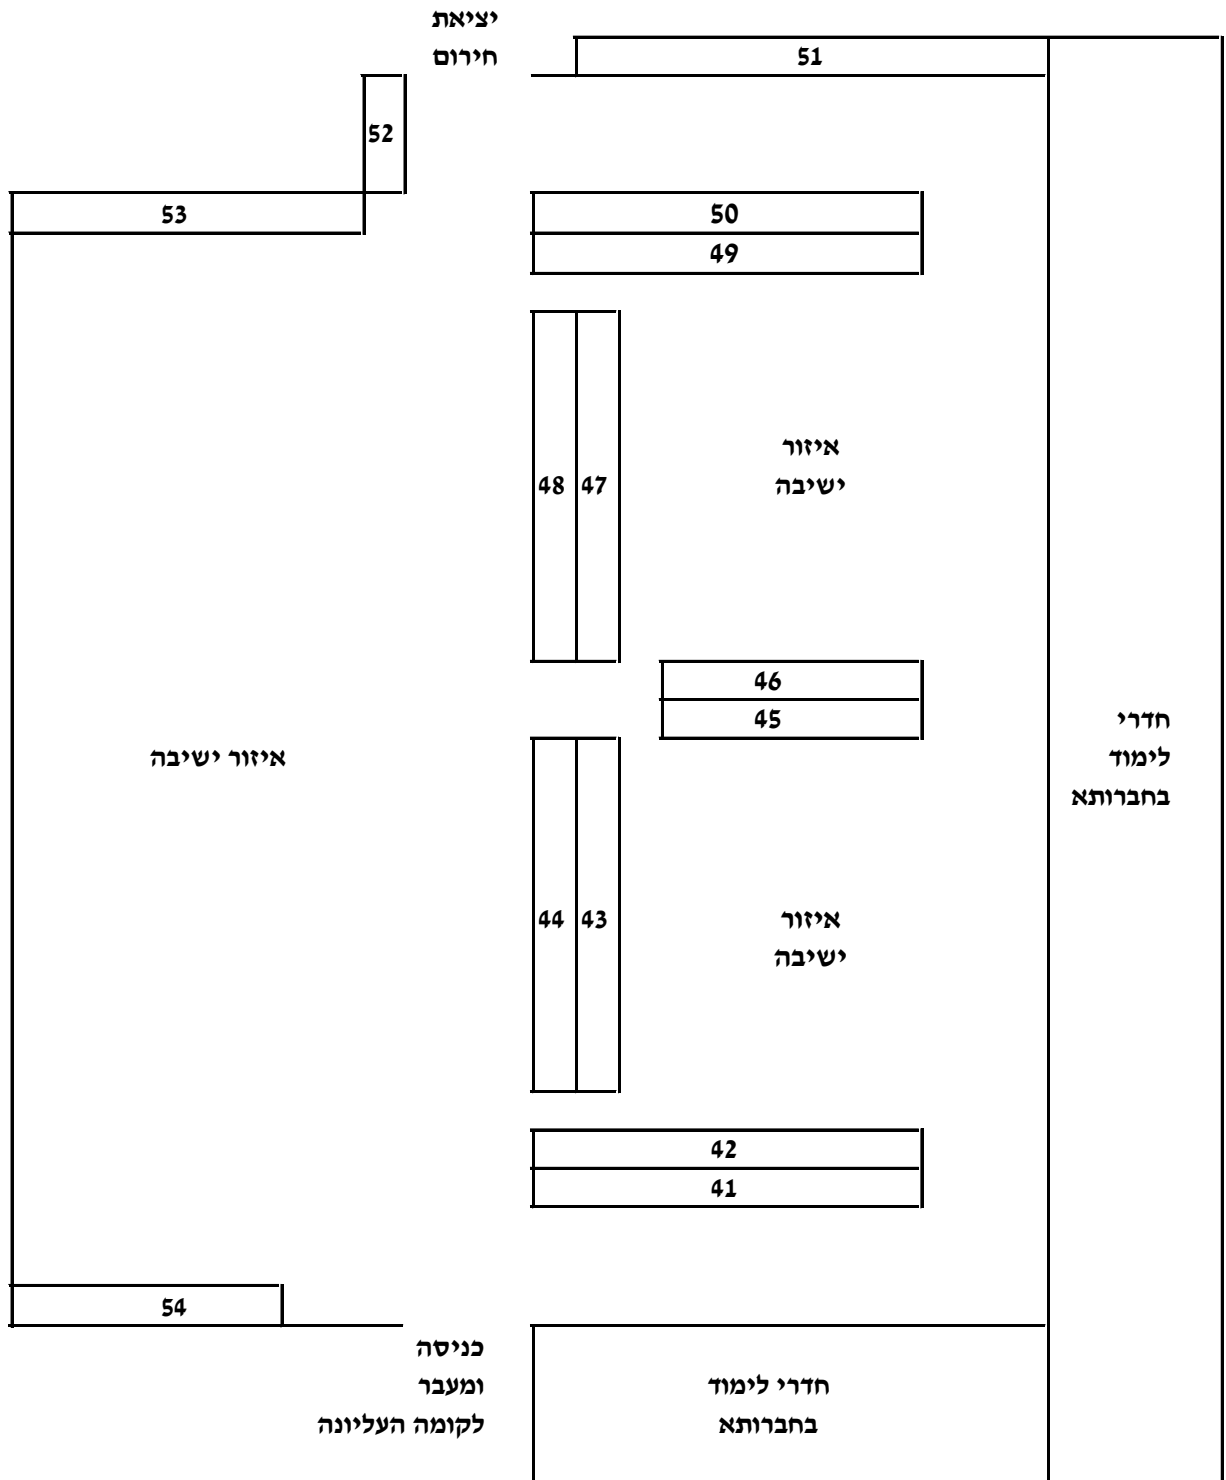 יציאת
חירום
51
52
53
50
49
איזור
ישיבה
48
47
46
45
חדרי
לימוד
בחברותא
איזור ישיבה
44
43
איזור
ישיבה
42
41
54
כניסה
ומעבר
לקומה העליונה
חדרי לימוד
בחברותא